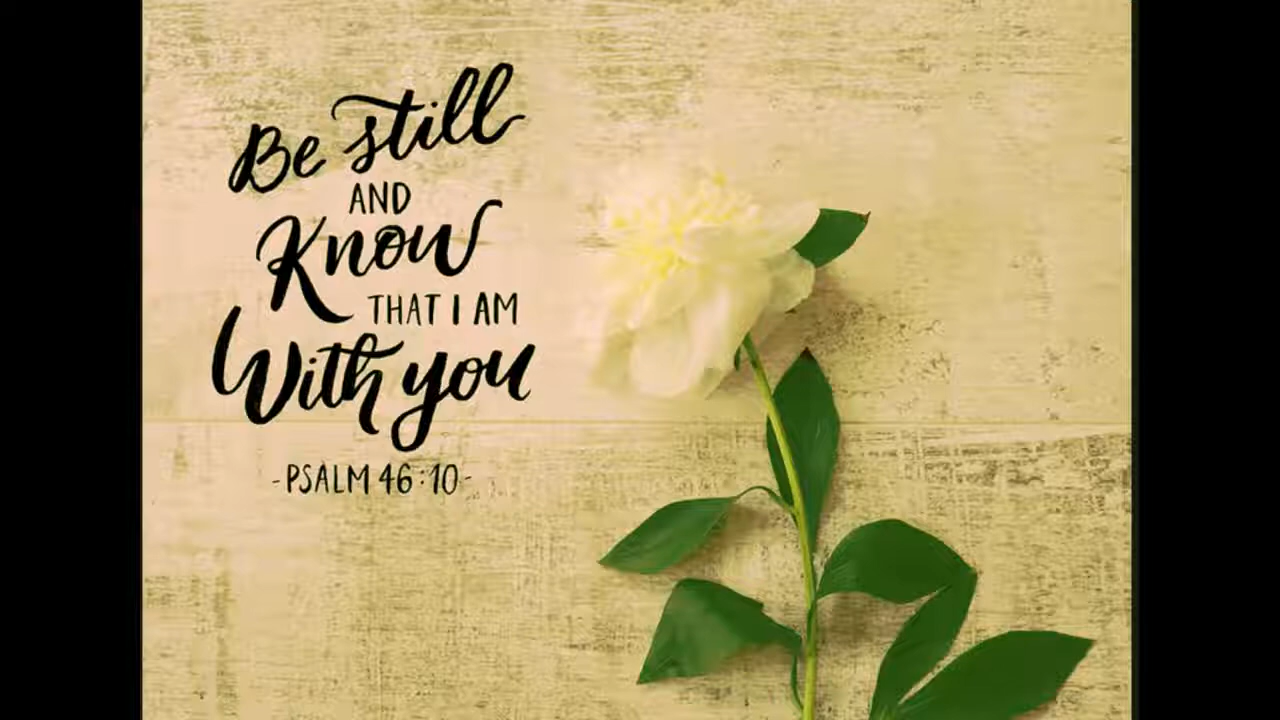 Be still
AND
Know
THAT I AM
With you
-PSALM 46:10-